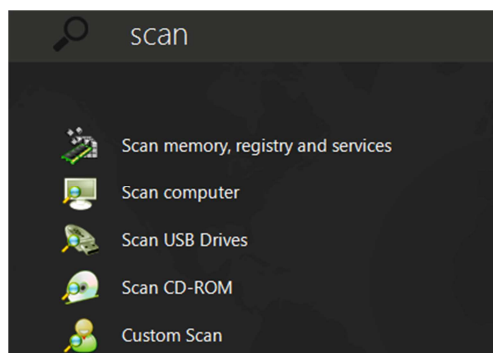 scan
Scan memory, registry and services
Scan computer
Scan USB Drives
Scan CD-ROM
Custom Scan